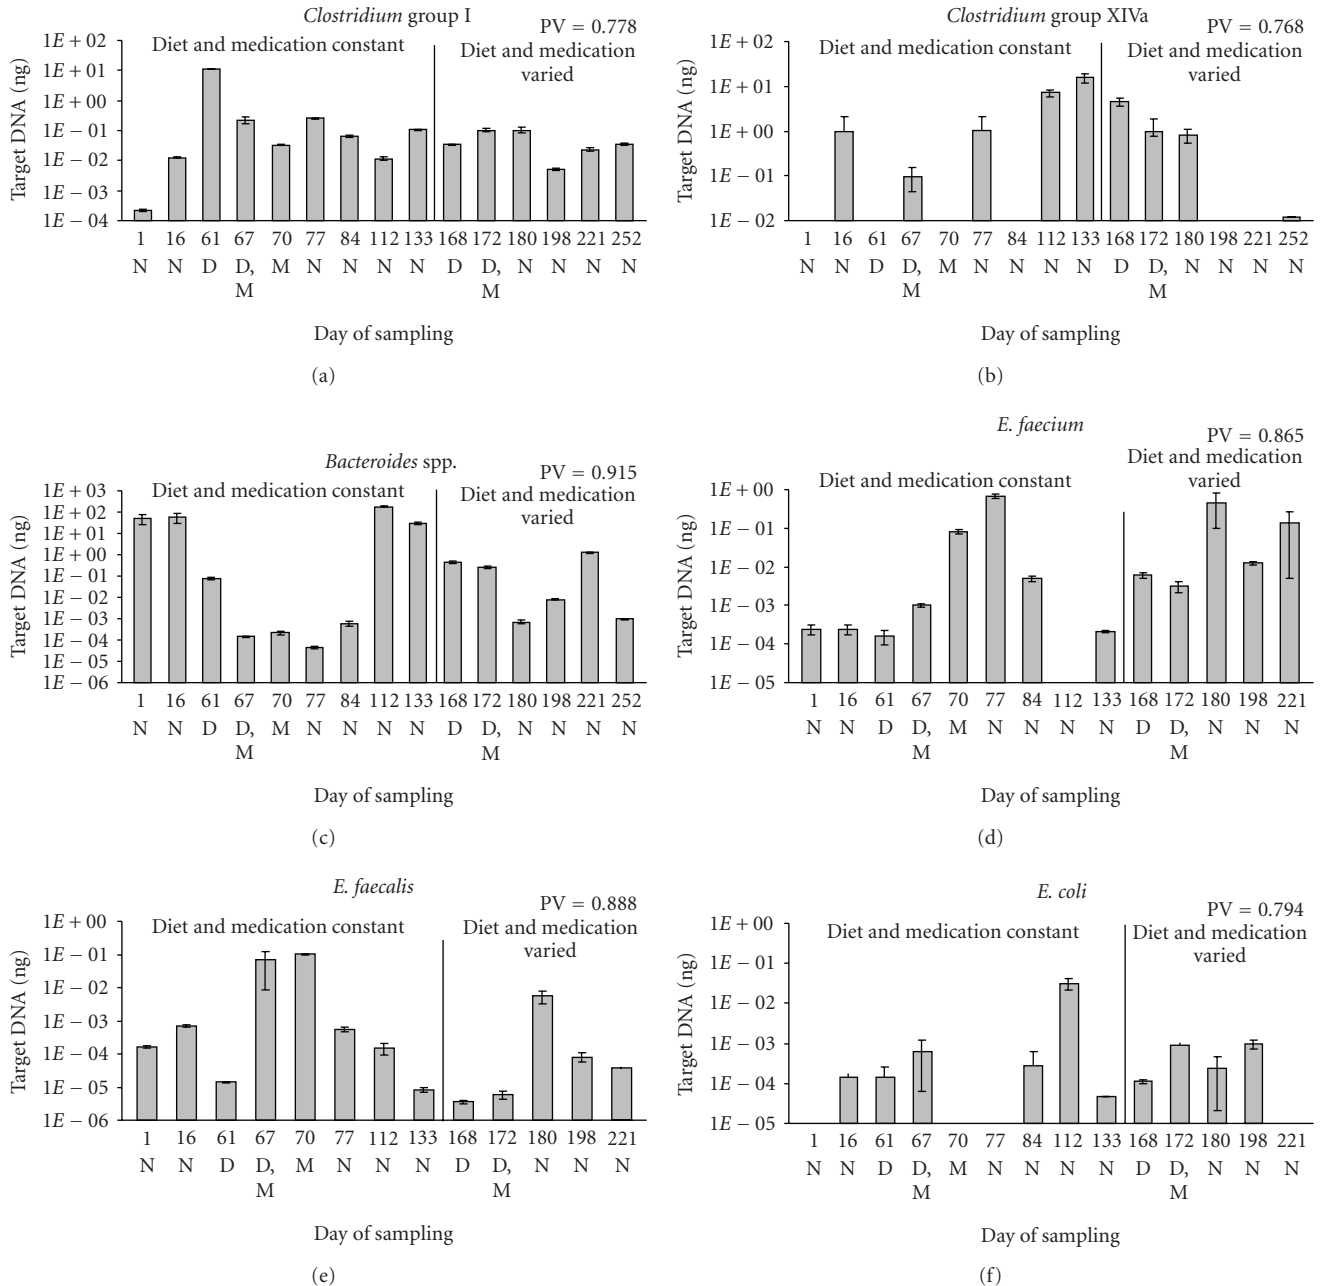 Clostridium group I
PV = 0.778
Diet and medication constant
Diet and medication
varied
Target DNA (ng)
1E + 02
1E + 01
1E + 00
1E − 01
1E − 02
1E − 03
1E − 04
1 16 61 67 70 77 84 112 133 168 172 180 198 221 252
N N D D, M N N N N D D, N N N N
M M
Day of sampling
(a)
Clostridium group XIVa
PV = 0.768
Diet and medication constant
Diet and medication
varied
Target DNA (ng)
1E + 02
1E + 01
1E + 00
1E − 01
1E − 02
1 16 61 67 70 77 84 112 133 168 172 180 198 221 252
N N D D, M N N N N D D, N N N N
M M
Day of sampling
(b)
Bacteroides spp.
PV = 0.915
Diet and medication constant
Diet and medication
varied
Target DNA (ng)
1E + 03
1E + 02
1E + 01
1E + 00
1E − 01
1E − 02
1E − 03
1E − 04
1E − 05
1E − 06
1 16 61 67 70 77 84 112 133 168 172 180 198 221 252
N N D D, M N N N N D D, N N N N
M M
Day of sampling
(c)
E. faecium
PV = 0.865
Diet and medication constant
Diet and medication
varied
Target DNA (ng)
1E + 00
1E − 01
1E − 02
1E − 03
1E − 04
1E − 05
1 16 61 67 70 77 84 112 133 168 172 180 198 221
N N D D, M N N N N D D, N N N
M M
Day of sampling
(d)
E. faecalis
PV = 0.888
Diet and medication constant
Diet and medication
varied
Target DNA (ng)
1E + 00
1E − 01
1E − 02
1E − 03
1E − 04
1E − 05
1E − 06
1 16 61 67 70 77 112 133 168 172 180 198 221
N N D D, M N N N D D, N N N
M M
Day of sampling
(e)
E. coli
PV = 0.794
Diet and medication constant
Diet and medication
varied
Target DNA (ng)
1E + 00
1E − 01
1E − 02
1E − 03
1E − 04
1E − 05
1 16 61 67 70 77 84 112 133 168 172 180 198 221
N N D D, M N N N N D D, N N N
M M
Day of sampling
(f)